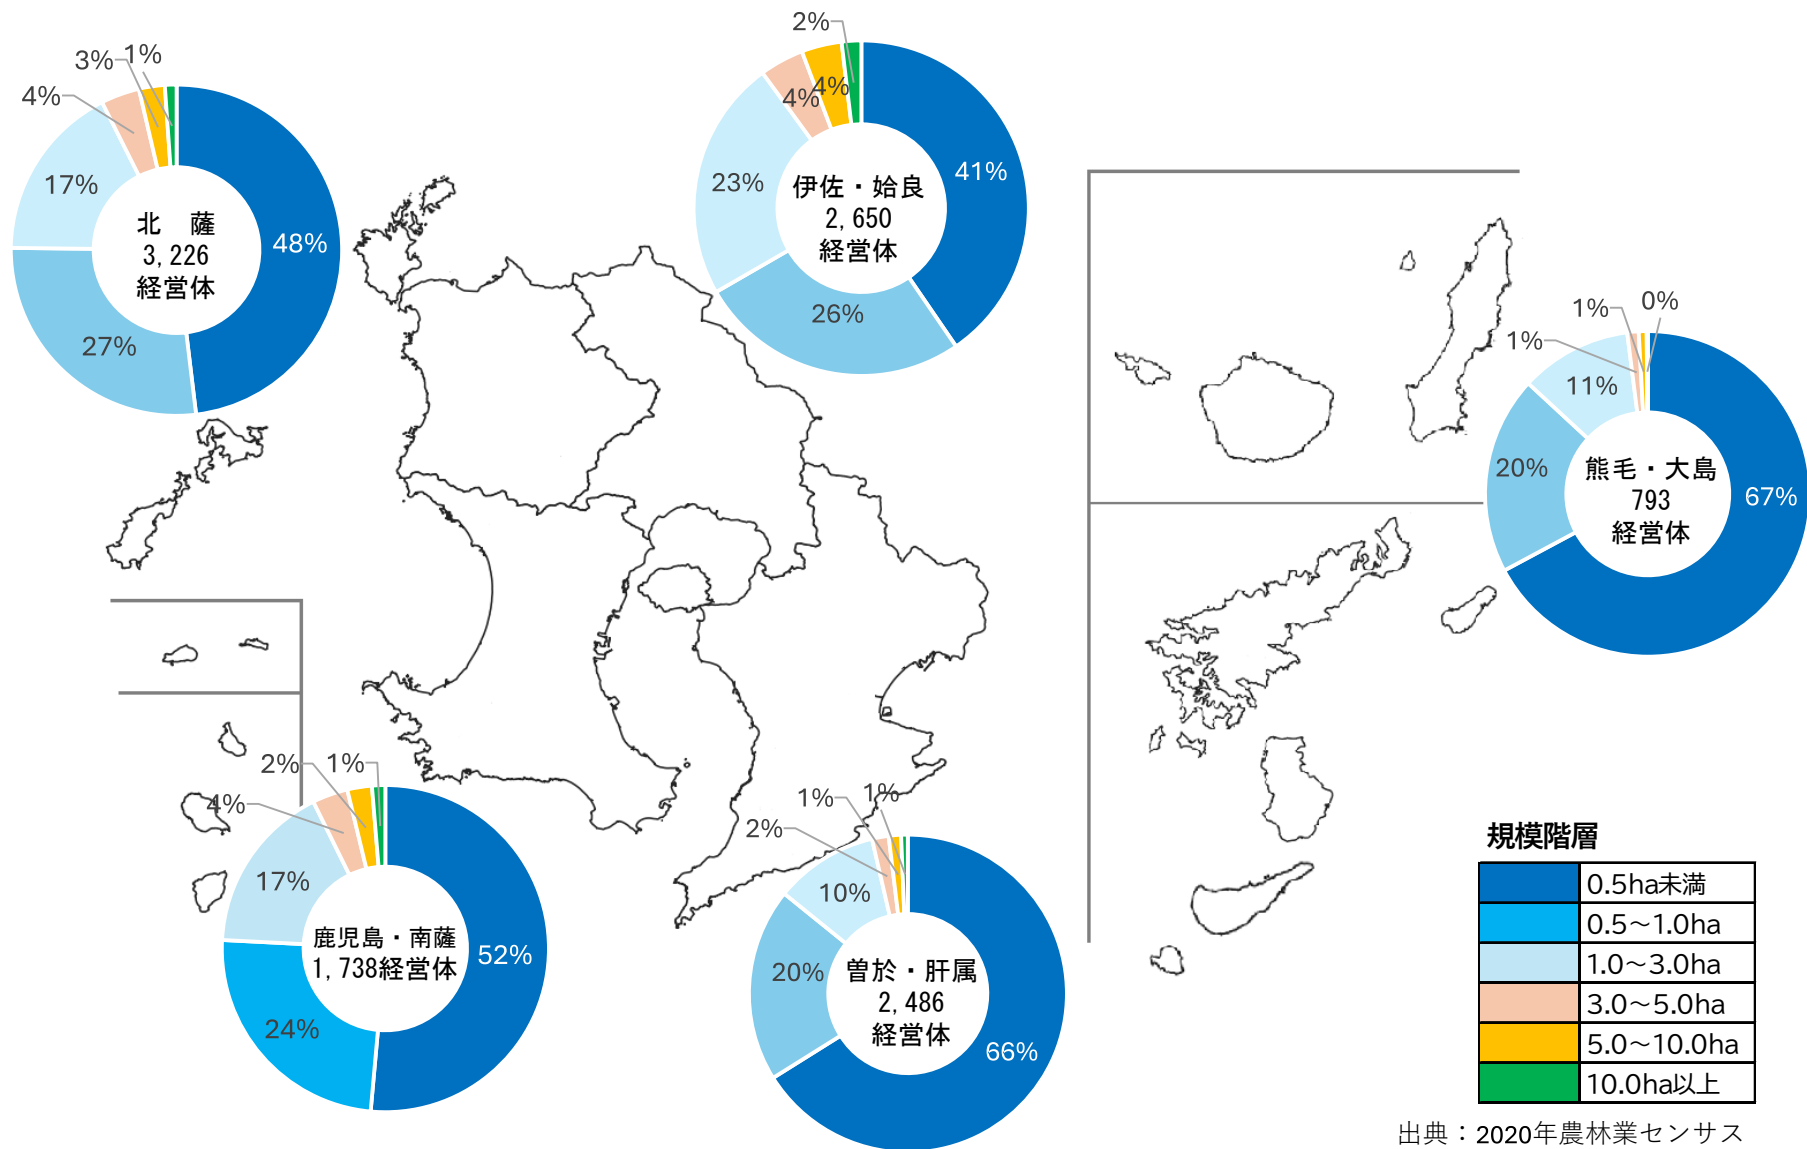 3%
1%
4%
17%
48%
27%
北　薩
3,226
経営体
2%
4%
4%
23%
41%
26%
伊佐・姶良
2,650
経営体
1%
0%
1%
11%
20%
67%
熊毛・大島
793
経営体
2%
1%
4%
17%
52%
24%
鹿児島・南薩
1,738経営体
1%
1%
2%
10%
20%
66%
曽於・肝属
2,486
経営体
規模階層
0.5ha未満
0.5～1.0ha
1.0～3.0ha
3.0～5.0ha
5.0～10.0ha
10.0ha以上
出典：2020年農林業センサス